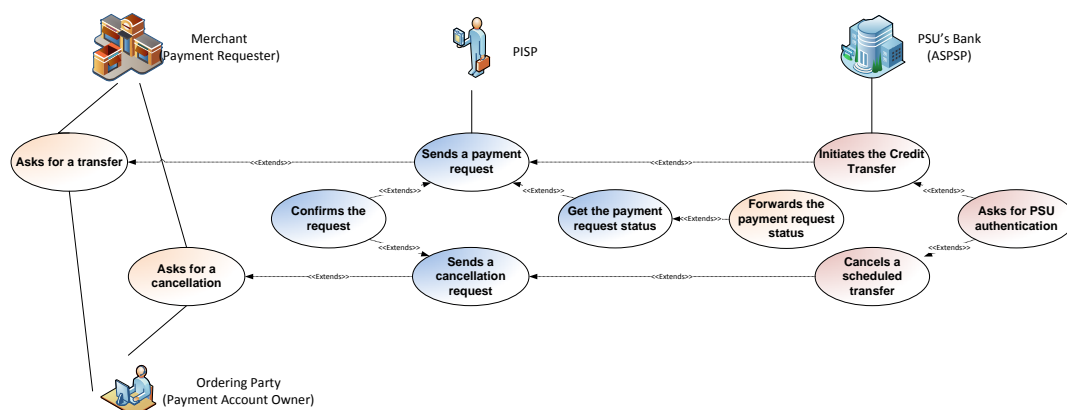 Merchant
(Payment Requester)
PISP
PSU's Bank
(ASPSP)
Asks for a transfer
<<Extends>>
Sends a payment
request
<<Extends>>
Initiates the Credit
Transfer
<<Extends>>
<<Extends>>
<<Extends>>
Confirms the
request
Get the payment
request status
<<Extends>>
Forwards the
payment request
status
Asks for PSU
authentication
<<Extends>>
<<Extends>>
Asks for a
cancellation
<<Extends>>
Sends a
cancellation
request
<<Extends>>
Cancels a
scheduled
transfer
Ordering Party
(Payment Account Owner)